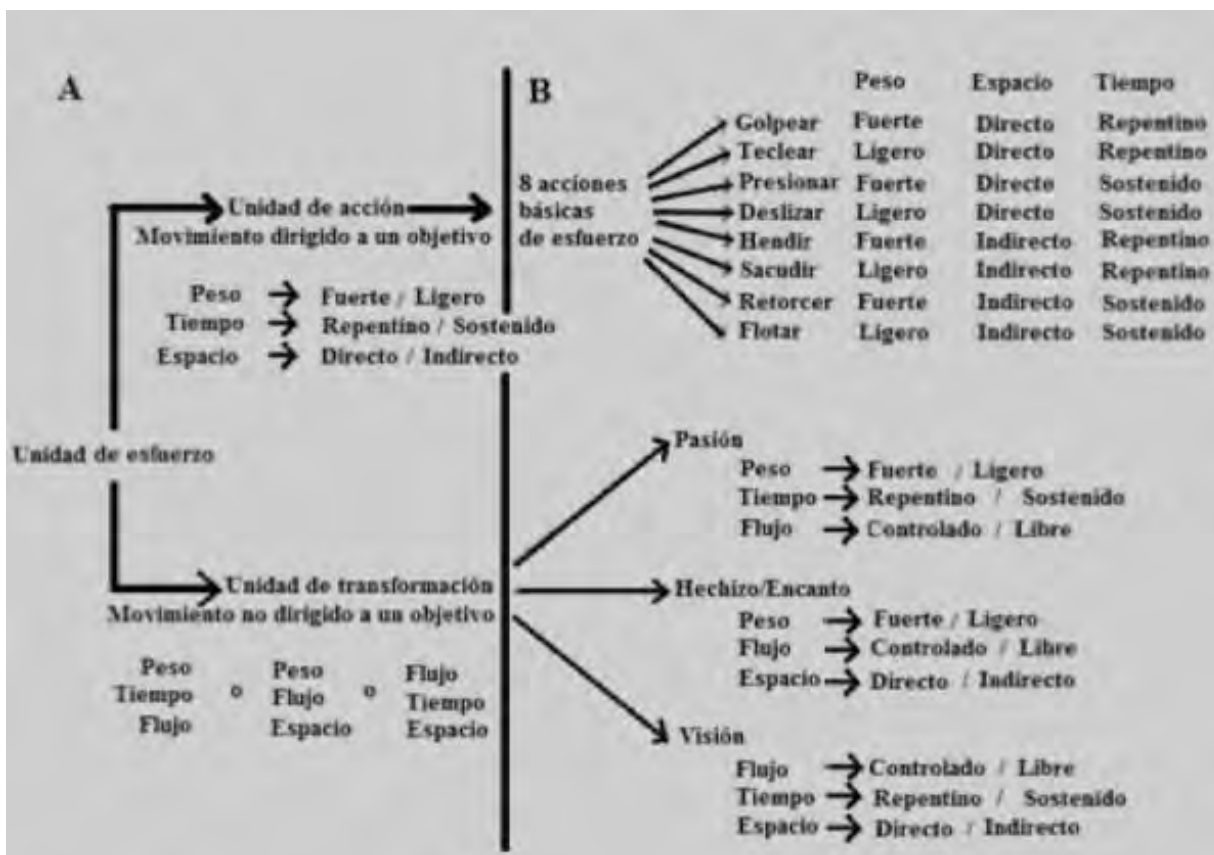 A
Unidad de acción
Movimiento dirigido a un objetivo
Peso → Fuerte / Ligero
Tiempo → Repentino / Sostenido
Espacio → Directo / Indirecto
Unidad de esfuerzo
Unidad de transformación
Movimiento no dirigido a un objetivo
Peso Peso Flujo
Tiempo o Flujo o Tiempo
Flujo Espacio Espacio
B
8 acciones
básicas
de esfuerzo
Peso Espacio Tiempo
Golpear Fuerte Directo Repentino
Teclear Ligero Directo Repentino
Presionar Fuerte Directo Sostenido
Deslizar Ligero Directo Sostenido
Hendir Fuerte Indirecto Repentino
Sacudir Ligero Indirecto Repentino
Retorcer Fuerte Indirecto Sostenido
Flotar Ligero Indirecto Sostenido
Pasión
Peso → Fuerte / Ligero
Tiempo → Repentino / Sostenido
Flujo → Controlado / Libre
Hechizo/Encanto
Peso → Fuerte / Ligero
Flujo → Controlado / Libre
Espacio → Directo / Indirecto
Visión
Flujo → Controlado / Libre
Tiempo → Repentino / Sostenido
Espacio → Directo / Indirecto